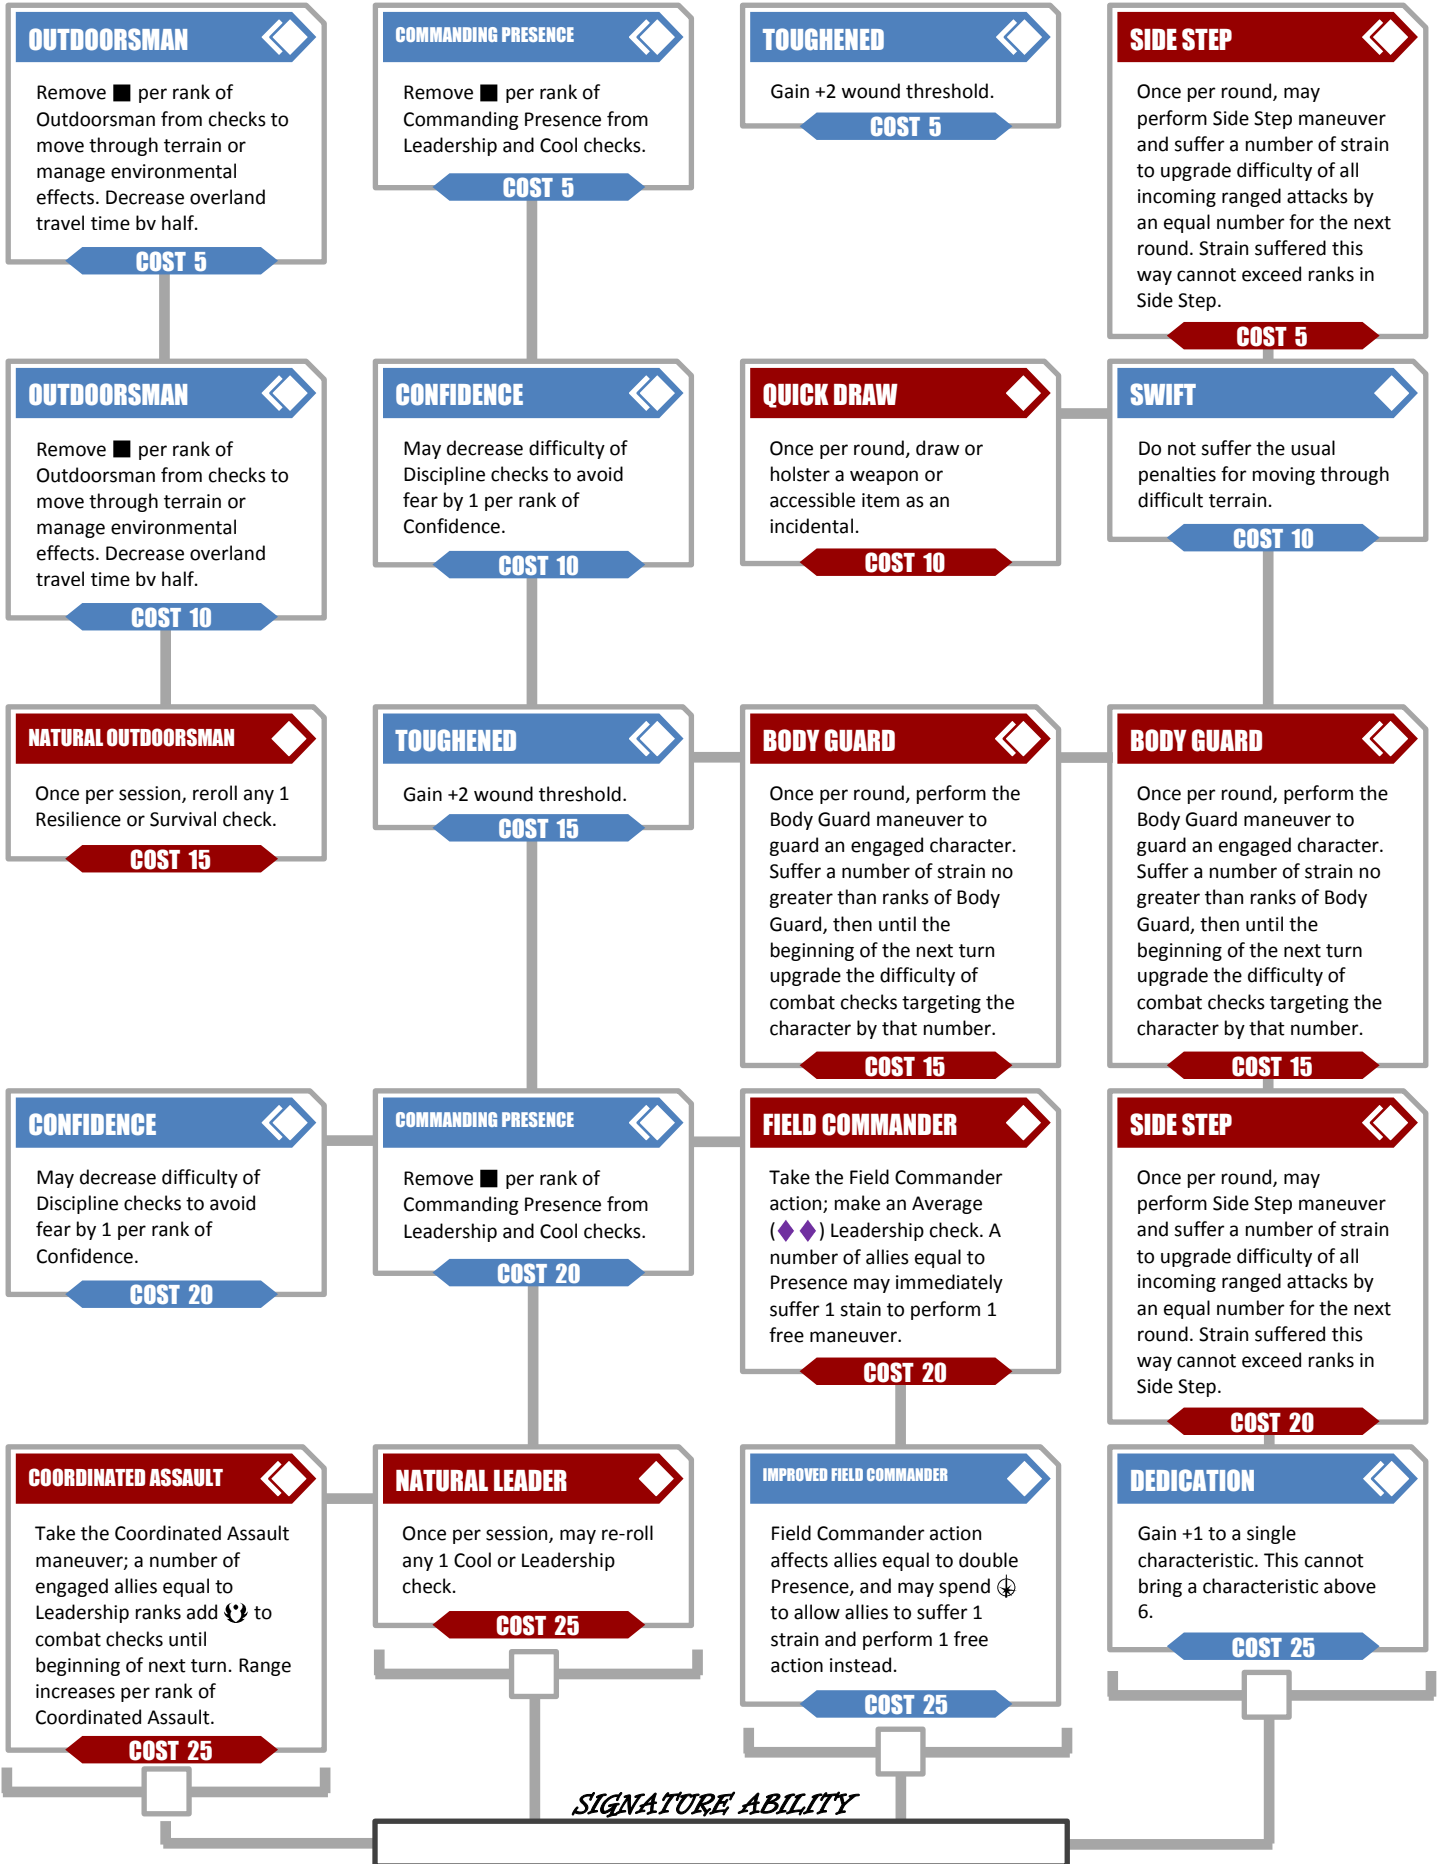 OUTDOORSMAN
Remove ■ per rank of
Outdoorsman from checks to
move through terrain or
manage environmental
effects. Decrease overland
travel time by half.
COST 5
COMMANDING PRESENCE
Remove ■ per rank of
Commanding Presence from
Leadership and Cool checks.
COST 5
TOUGHENED
Gain +2 wound threshold.
COST 5
SIDE STEP
Once per round, may
perform Side Step maneuver
and suffer a number of strain
to upgrade difficulty of all
incoming ranged attacks by
an equal number for the next
round. Strain suffered this
way cannot exceed ranks in
Side Step.
COST 5
OUTDOORSMAN
Remove ■ per rank of
Outdoorsman from checks to
move through terrain or
manage environmental
effects. Decrease overland
travel time by half.
COST 10
CONFIDENCE
May decrease difficulty of
Discipline checks to avoid
fear by 1 per rank of
Confidence.
COST 10
QUICK DRAW
Once per round, draw or
holster a weapon or
accessible item as an
incidental.
COST 10
SWIFT
Do not suffer the usual
penalties for moving through
difficult terrain.
COST 10
NATURAL OUTDOORSMAN
Once per session, reroll any 1
Resilience or Survival check.
COST 15
TOUGHENED
Gain +2 wound threshold.
COST 15
BODY GUARD
Once per round, perform the
Body Guard maneuver to
guard an engaged character.
Suffer a number of strain no
greater than ranks of Body
Guard, then until the
beginning of the next turn
upgrade the difficulty of
combat checks targeting the
character by that number.
COST 15
BODY GUARD
Once per round, perform the
Body Guard maneuver to
guard an engaged character.
Suffer a number of strain no
greater than ranks of Body
Guard, then until the
beginning of the next turn
upgrade the difficulty of
combat checks targeting the
character by that number.
COST 15
CONFIDENCE
May decrease difficulty of
Discipline checks to avoid
fear by 1 per rank of
Confidence.
COST 20
COMMANDING PRESENCE
Remove ■ per rank of
Commanding Presence from
Leadership and Cool checks.
COST 20
FIELD COMMANDER
Take the Field Commander
action; make an Average
(♦ ♦) Leadership check. A
number of allies equal to
Presence may immediately
suffer 1 stain to perform 1
free maneuver.
COST 20
SIDE STEP
Once per round, may
perform Side Step maneuver
and suffer a number of strain
to upgrade difficulty of all
incoming ranged attacks by
an equal number for the next
round. Strain suffered this
way cannot exceed ranks in
Side Step.
COST 20
COORDINATED ASSAULT
Take the Coordinated Assault
maneuver; a number of
engaged allies equal to
Leadership ranks add to
combat checks until
beginning of next turn. Range
increases per rank of
Coordinated Assault.
COST 25
NATURAL LEADER
Once per session, may re-roll
any 1 Cool or Leadership
check.
COST 25
IMPROVED FIELD COMMANDER
Field Commander action
affects allies equal to double
Presence, and may spend
to allow allies to suffer 1
strain and perform 1 free
action instead.
COST 25
DEDICATION
Gain +1 to a single
characteristic. This cannot
bring a characteristic above
6.
COST 25
SIGNATURE ABILITY